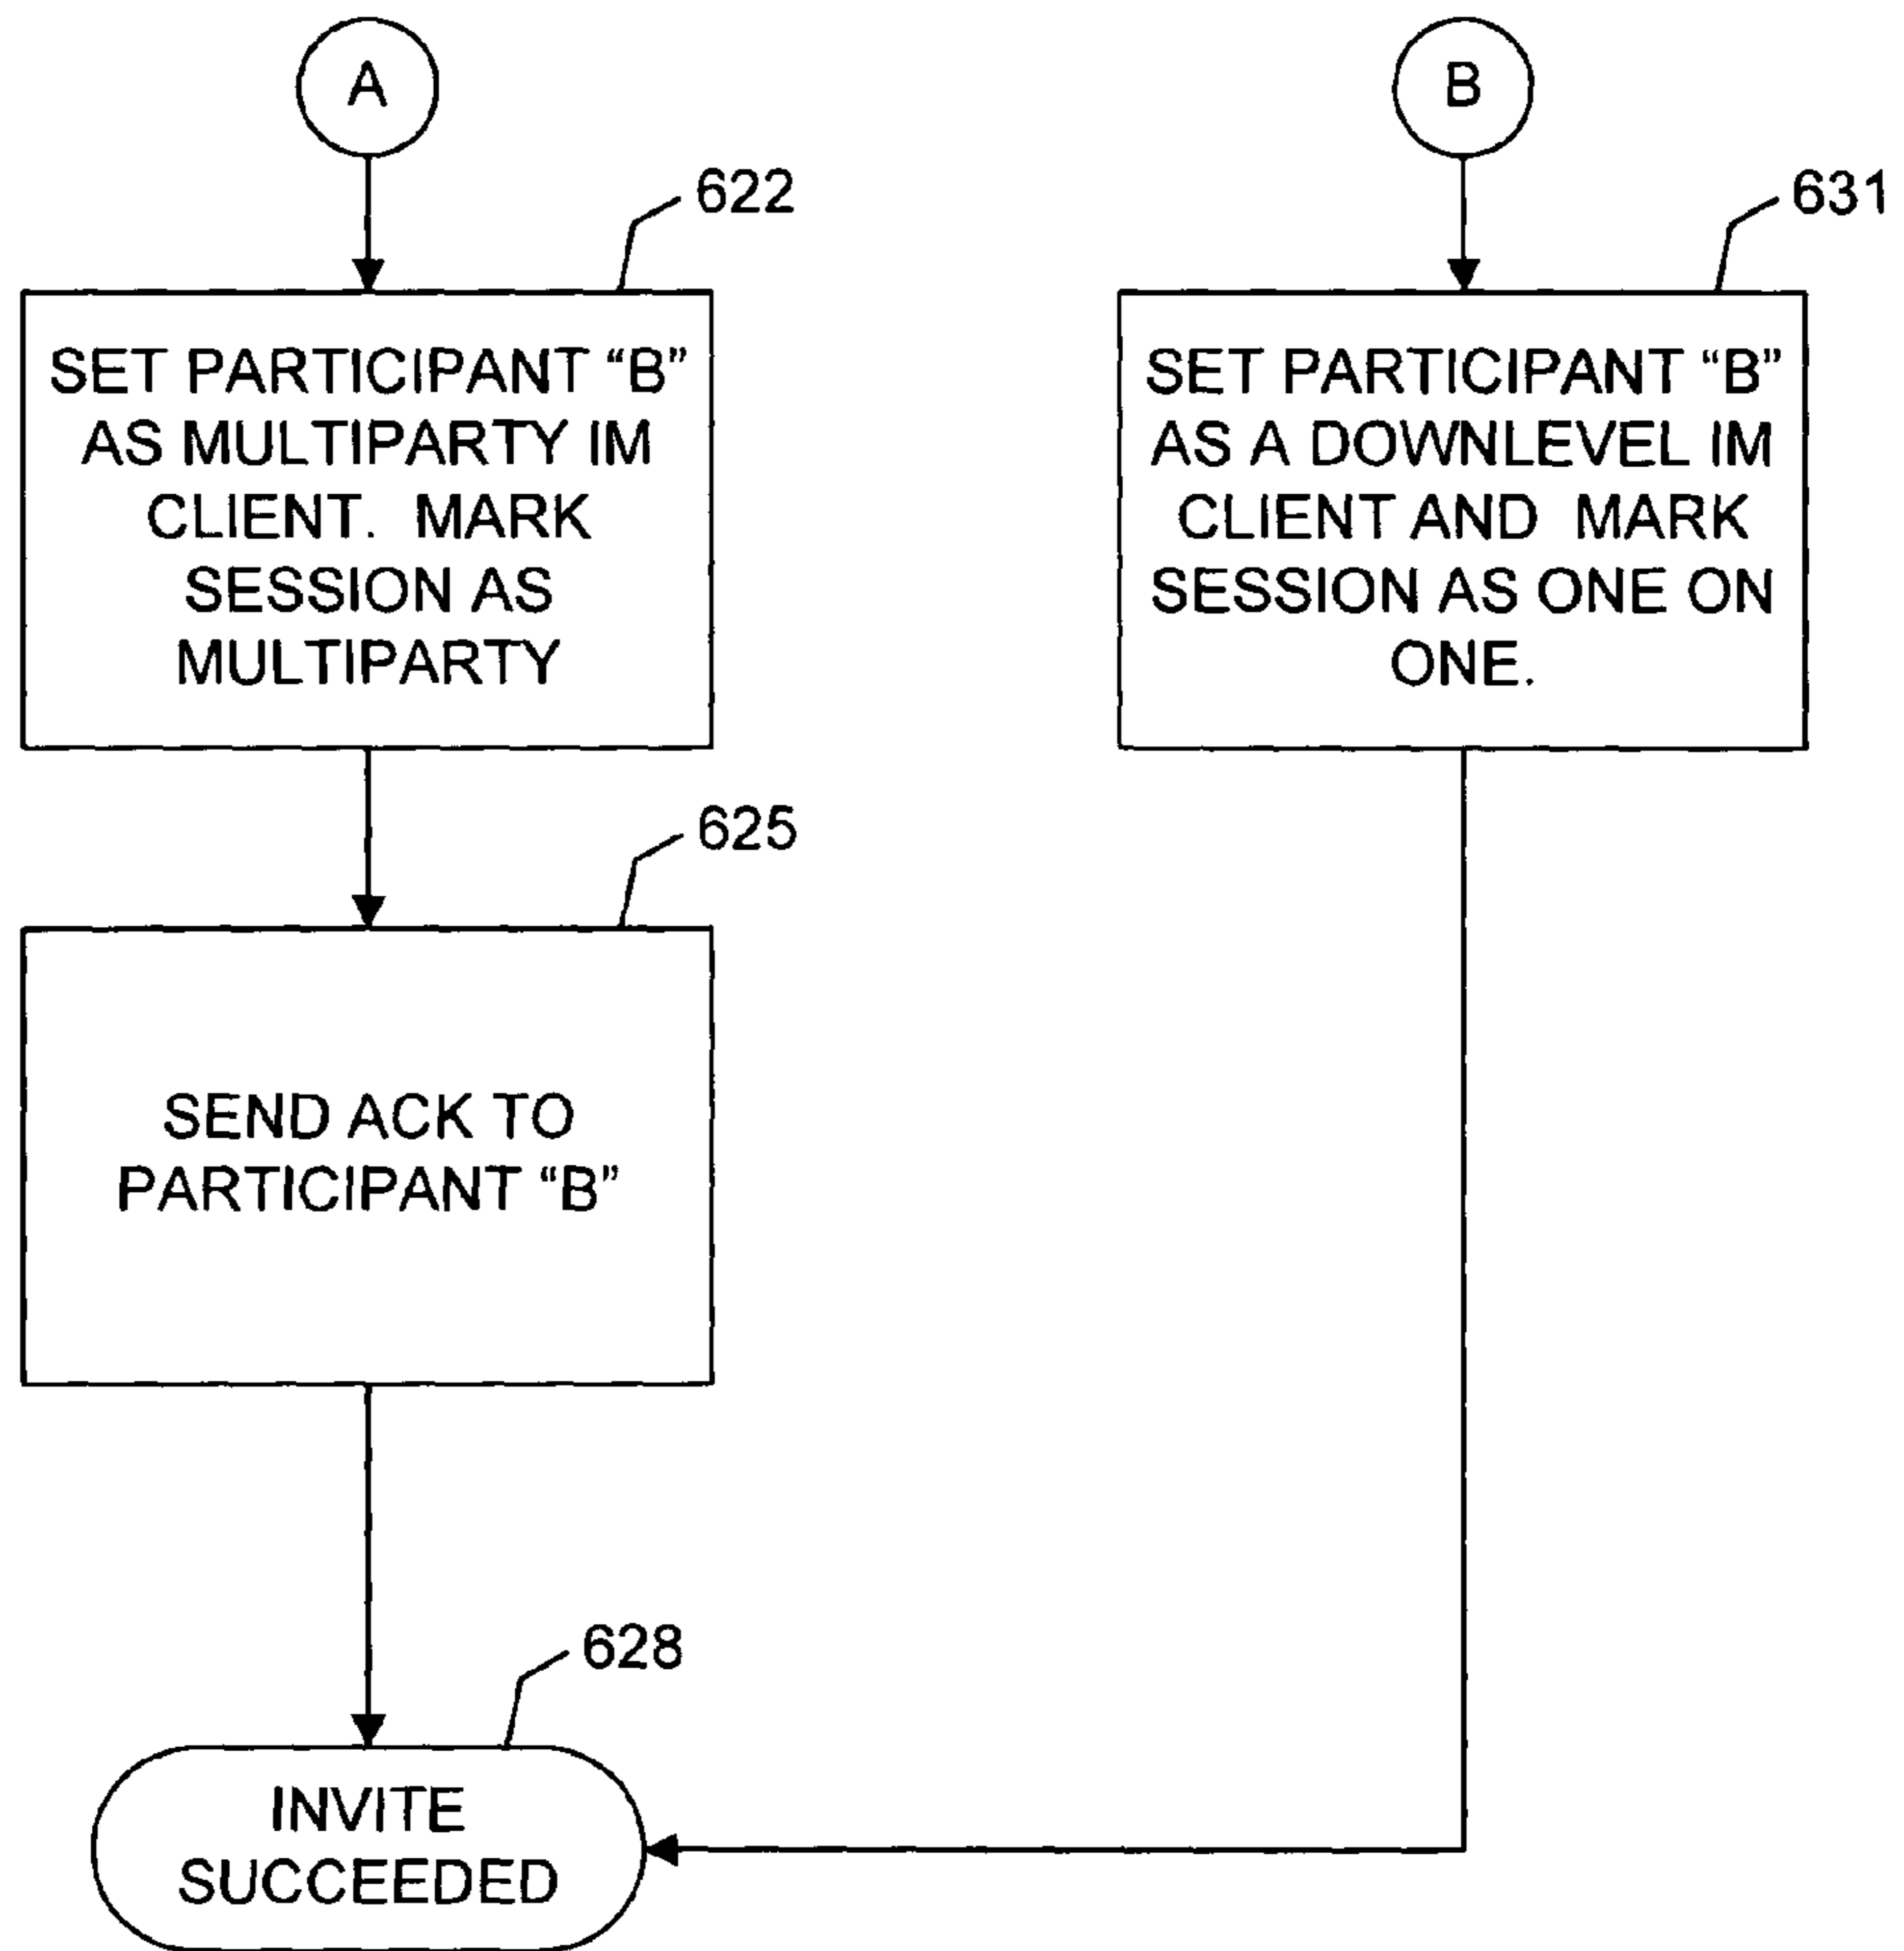 A
622
SET PARTICIPANT “B”
AS MULTIPARTY IM
CLIENT. MARK
SESSION AS
MULTIPARTY
625
SEND ACK TO
PARTICIPANT “B”
628
INVITE
SUCCEEDED
B
631
SET PARTICIPANT “B”
AS A DOWNLEVEL IM
CLIENT AND MARK
SESSION AS ONE ON
ONE.